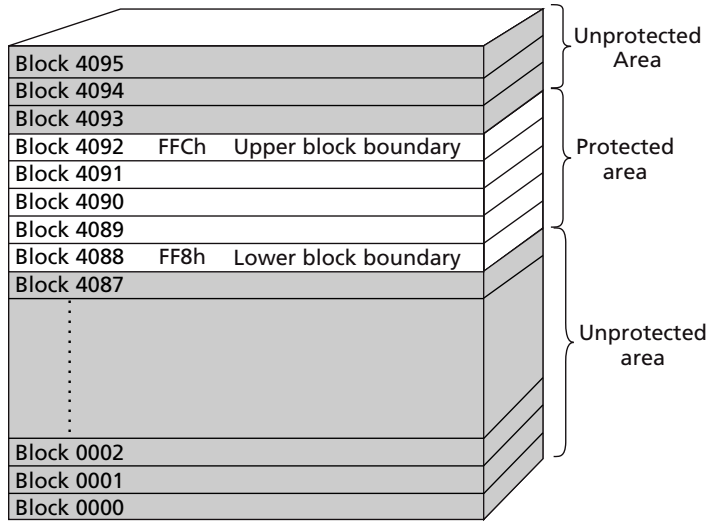 Unprotected
Area
Block 4095
Block 4094
Block 4093
Block 4092 FFCh Upper block boundary
Protected
area
Block 4091
Block 4090
Block 4089
Block 4088 FF8h Lower block boundary
Block 4087
Unprotected
area
Block 0002
Block 0001
Block 0000